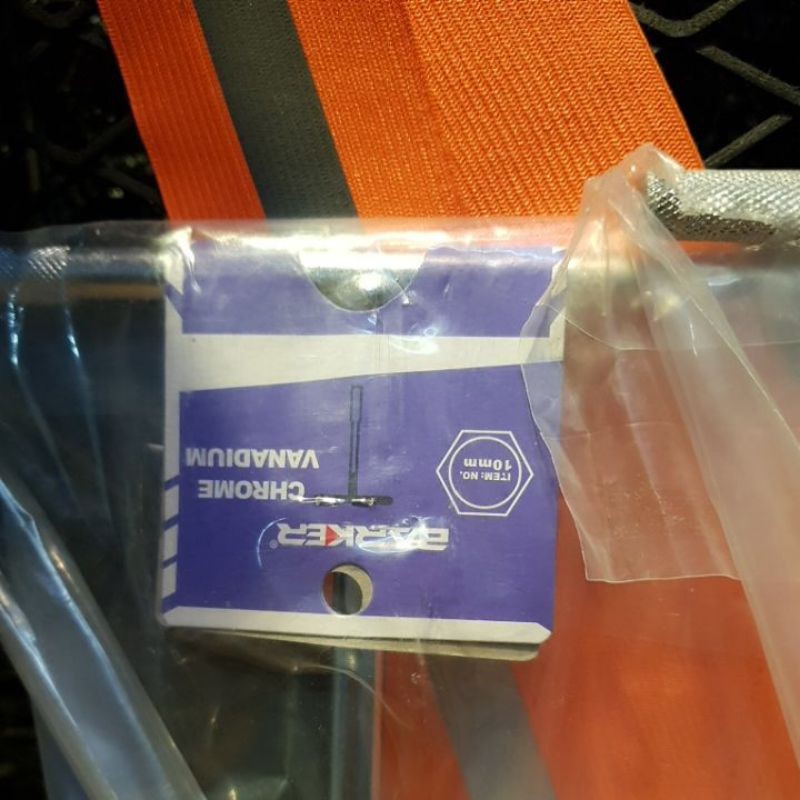 BARKER®
CHROME
VANADIUM
ITEM: NO.
10mm